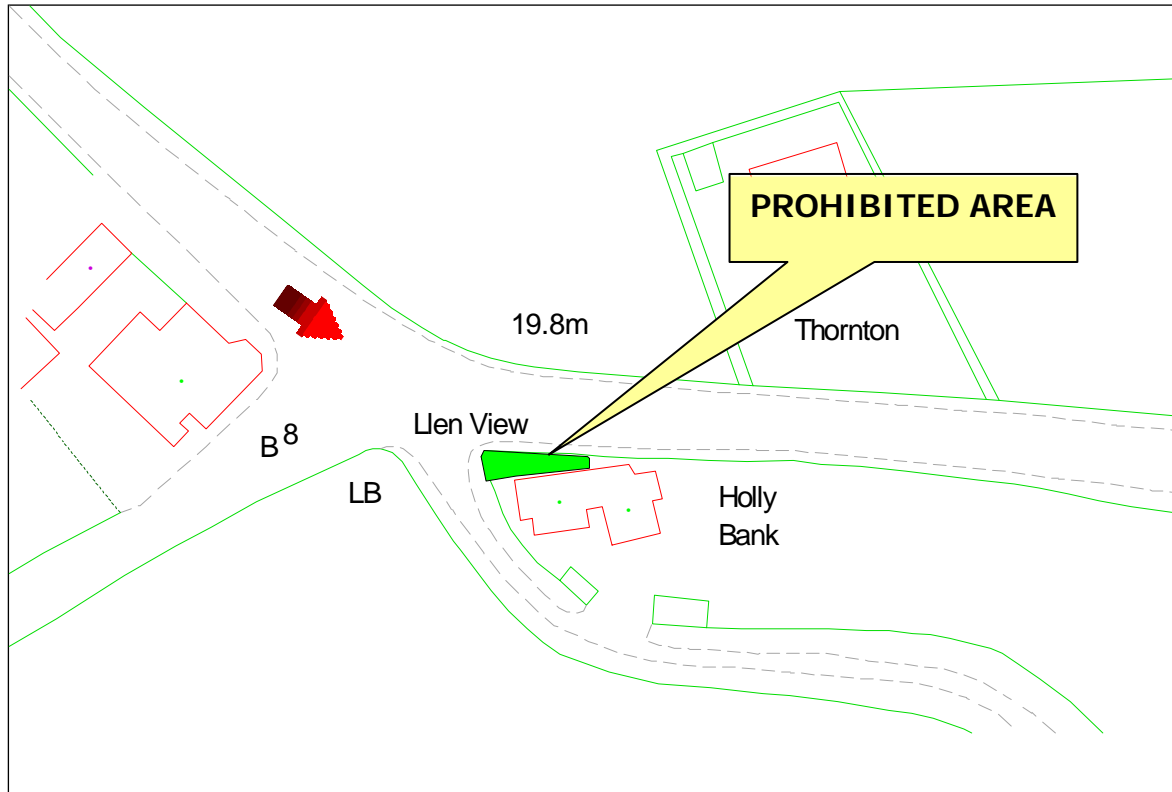 PROHIBITED AREA
19.8m
Thornton
Llen View
B 8
LB
Holly
Bank